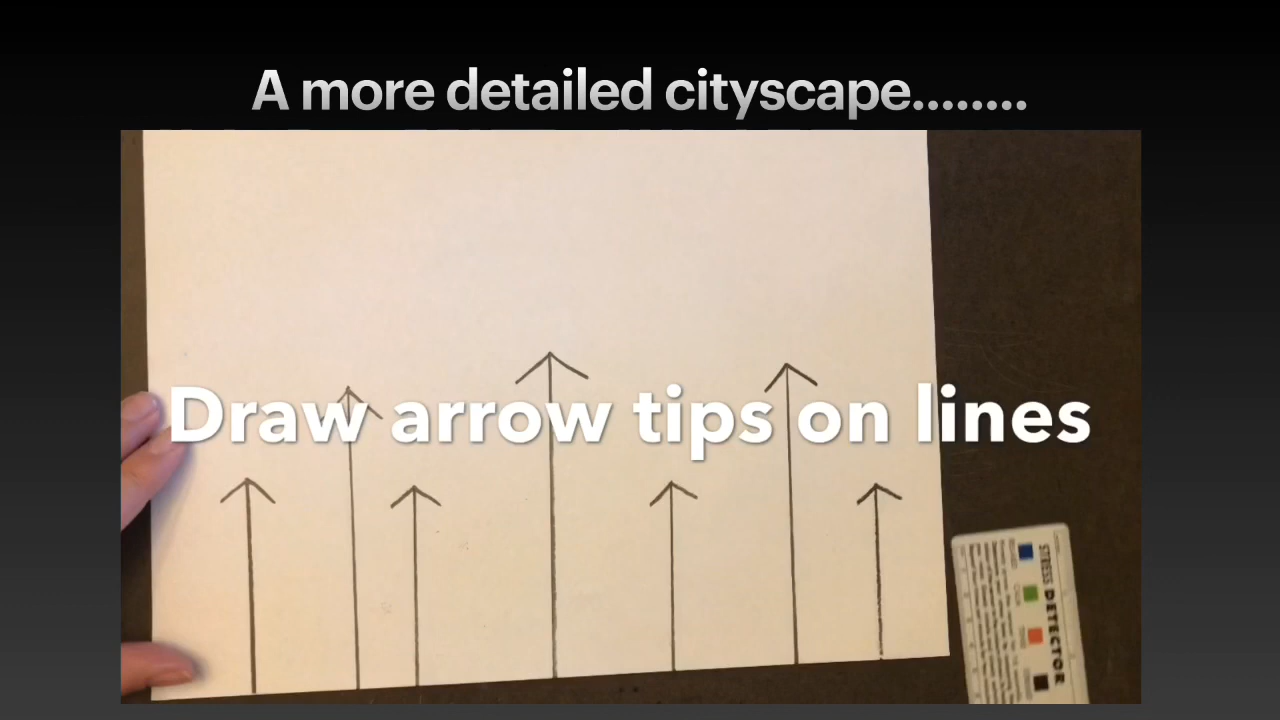 A more detailed cityscape........
Draw arrow tips on lines
STRESS DETECTOR